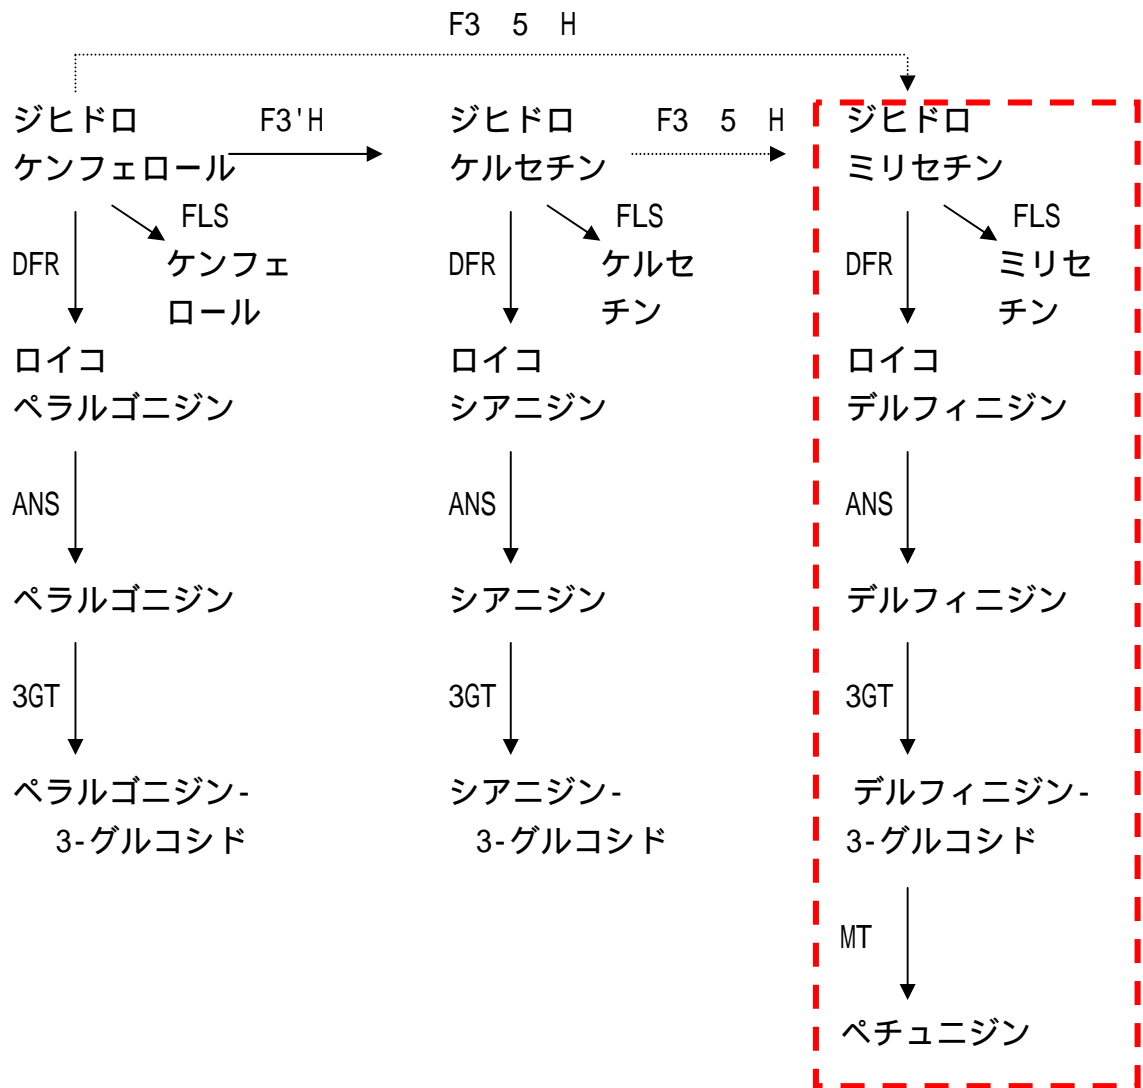 F3 5 H
ジヒドロ
ケンフェロール
F3'H
ジヒドロ
ケルセチン
F3 5 H
ジヒドロ
ミリセチン
DFR
FLS
ケンフェ
ロール
DFR
FLS
ケルセ
チン
DFR
FLS
ミリセ
チン
ロイコ
ペラルゴニジン
ロイコ
シアニジン
ロイコ
デルフィニジン
ANS
ANS
ANS
ペラルゴニジン
シアニジン
デルフィニジン
3GT
3GT
3GT
ペラルゴニジン-
3-グルコシド
シアニジン-
3-グルコシド
デルフィニジン-
3-グルコシド
MT
ペチュニジン